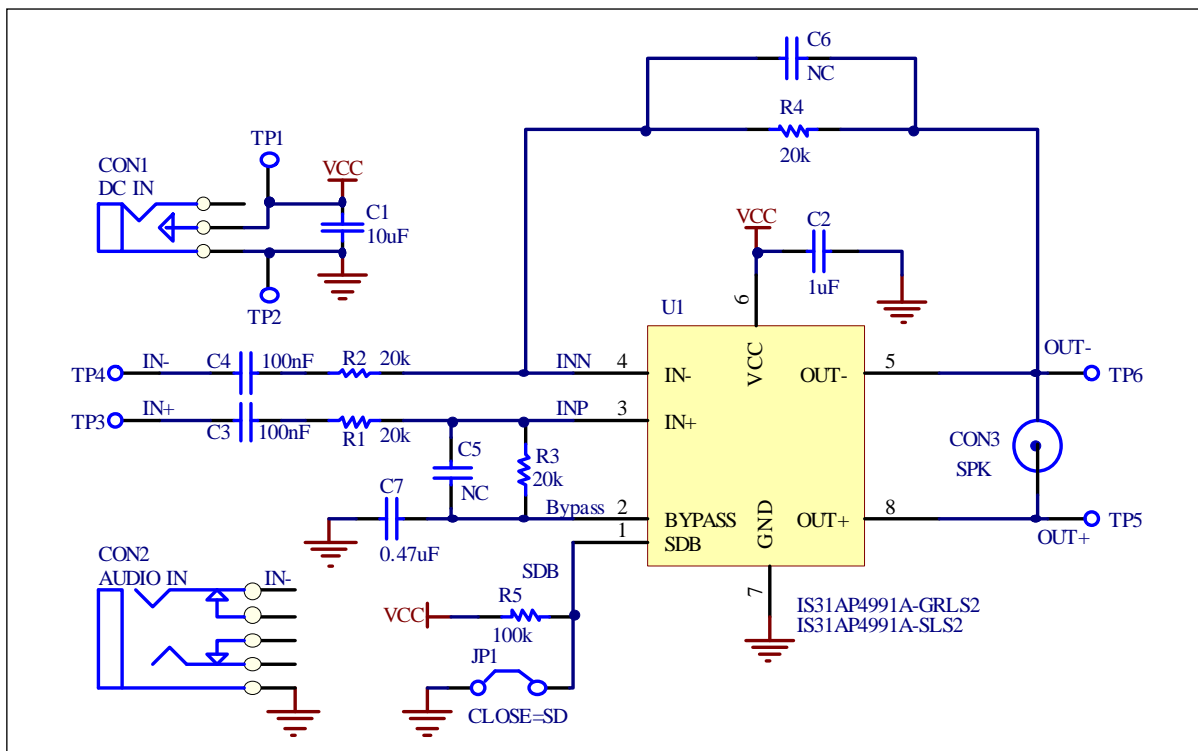 C6
NC
R4
20k
TP1
CON1
DC IN
VCC
C1
10uF
TP2
VCC
C2
1uF
6
U1
VCC
TP4
IN-
C4
100nF
R2
20k
INN
4
IN-
OUT-
5
OUT-
TP6
TP3
IN+
C3
100nF
R1
20k
INP
3
IN+
C5
NC
R3
20k
CON3
SPK
C7
0.47uF
Bypass
2
BYPASS
1
SDB
GND
OUT+
8
TP5
OUT+
7
CON2
AUDIO IN
IN-
SDB
VCC
R5
100k
JP1
CLOSE=SD
IS31AP4991A-GRLS2
IS31AP4991A-SLS2